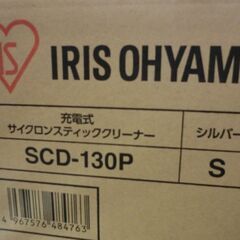 IRIS OHYAM
充電式
サイクロンスティッククリーナー
シルバー
SCD-130P
S
4 967576 484763